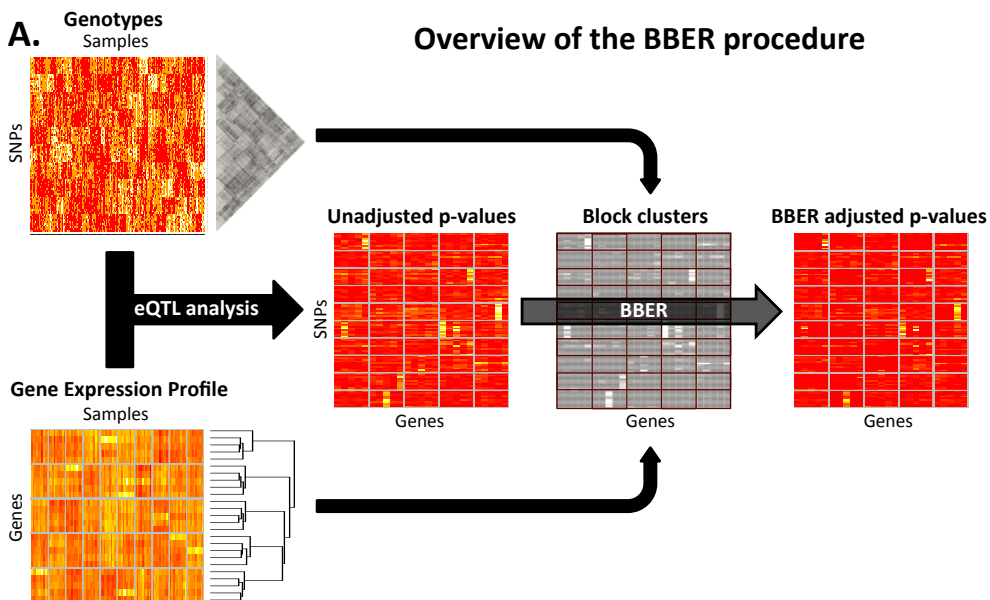 A.
Genotypes
Samples
SNPs
Overview of the BBER procedure
Unadjusted p-values
Block clusters
BBER adjusted p-values
eQTL analysis
SNPs
BBER
Genes
Genes
Genes
Gene Expression Profile
Samples
Genes